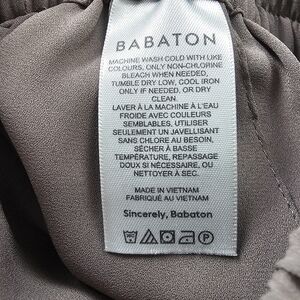 BABATON
MACHINE WASH COLD WITH LIKE
COLOURS, ONLY NON-CHLORINE
BLEACH WHEN NEEDED,
TUMBLE DRY LOW, COOL IRON
ONLY IF NEEDED, OR DRY
CLEAN.
LAVER À LA MACHINE À L'EAU
FROIDE AVEC COULEURS
SEMBLABLES, UTILISER
SEULEMENT UN JAVELLISANT
SANS CHLORE AU BESOIN,
SÉCHER À BASSE
TEMPÉRATURE, REPASSAGE
DOUX SI NÉCESSAIRE, OU
NETTOYER À SEC.
MADE IN VIETNAM
FABRIQUÉ AU VIETNAM
Sincerely, Babaton
P